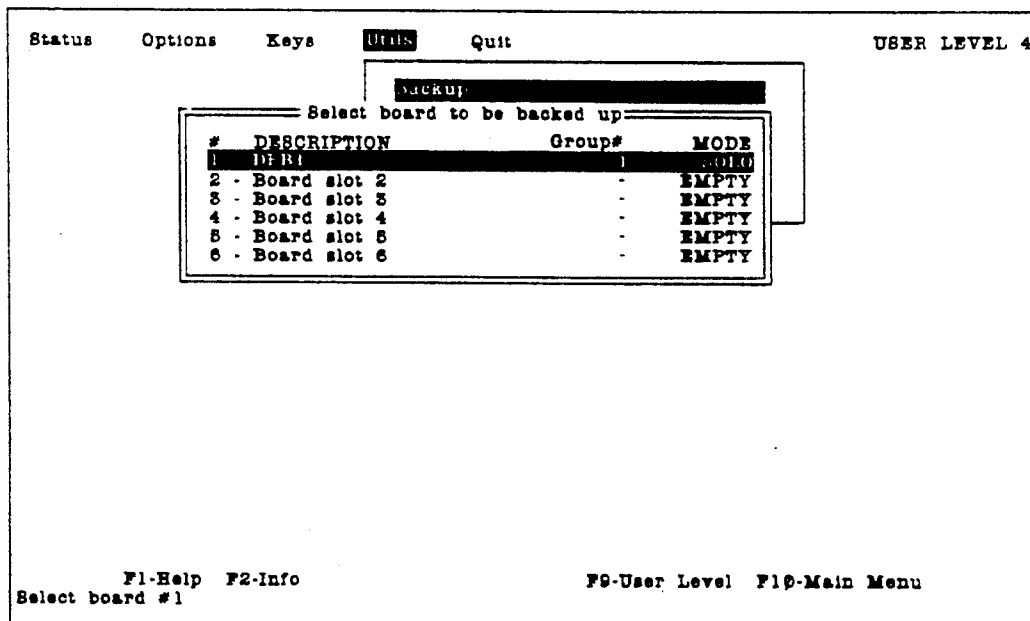 Status Options Keys Utils Quit USER LEVEL 4
Backup
Select board to be backed up
# DESCRIPTION Group# MODE
1 1 SOLO
2 - Board slot 2 - EMPTY
3 - Board slot 3 - EMPTY
4 - Board slot 4 - EMPTY
5 - Board slot 5 - EMPTY
6 - Board slot 6 - EMPTY
F1-Help F2-Info F9-User Level F10-Main Menu
Select board #1